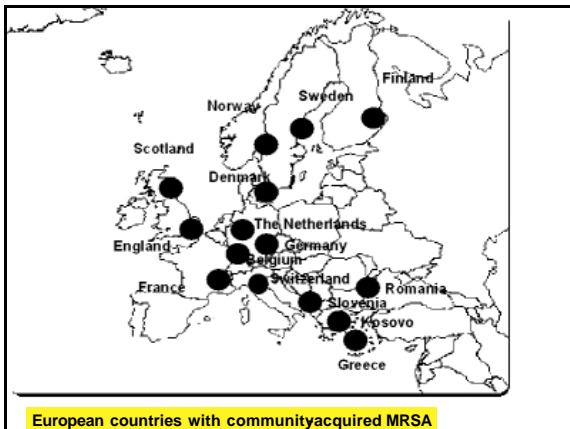 Finland
Sweden
Norway
Scotland
Denmark
The Netherlands
England
Germany
Belgium
France
Switzerland
Romania
Slovenia
Kosovo
Greece
European countries with communityacquired MRSA